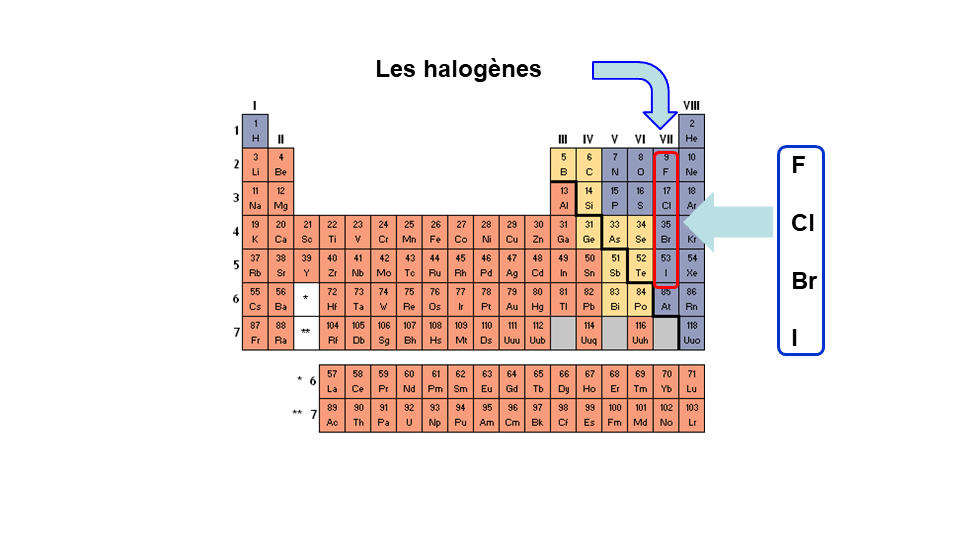 Les halogènes
I VIII
1 1 2
H II III IV V VI VII He
2 3 4 5 6 7 8 9 10
Li Be B C N O F Ne
3 11 12 13 14 15 16 17 18
Na Mg Al Si P S Cl Ar
4 19 20 21 22 23 24 25 26 27 28 29 30 31 31 33 34 35
K Ca Sc Ti V Cr Mn Fe Co Ni Cu Zn Ga Ge As Se Br Kr
5 37 38 39 40 41 42 43 44 45 46 47 48 49 50 51 52 53 54
Rb Sr Y Zr Nb Mo Tc Ru Rh Pd Ag Cd In Sn Sb Te I Xe
6 55 56 * 72 73 74 75 76 77 78 79 80 81 82 83 84 85 86
Cs Ba Hf Ta W Re Os Ir Pt Au Hg Tl Pb Bi Po At Rn
7 87 88 ** 104 105 106 107 108 109 110 111 112 114 116 118
Fr Ra Rf Db Sg Bh Hs Mt Ds Uuu Uub Uuq Uuh Uuo
* 6 57 58 59 60 61 62 63 64 65 66 67 68 69 70 71
La Ce Pr Nd Pm Sm Eu Gd Tb Dy Ho Er Tm Yb Lu
** 7 89 90 91 92 93 94 95 96 97 98 99 100 101 102 103
Ac Th Pa U Np Pu Am Cm Bk Cf Es Fm Md No Lr
F
Cl
Br
I